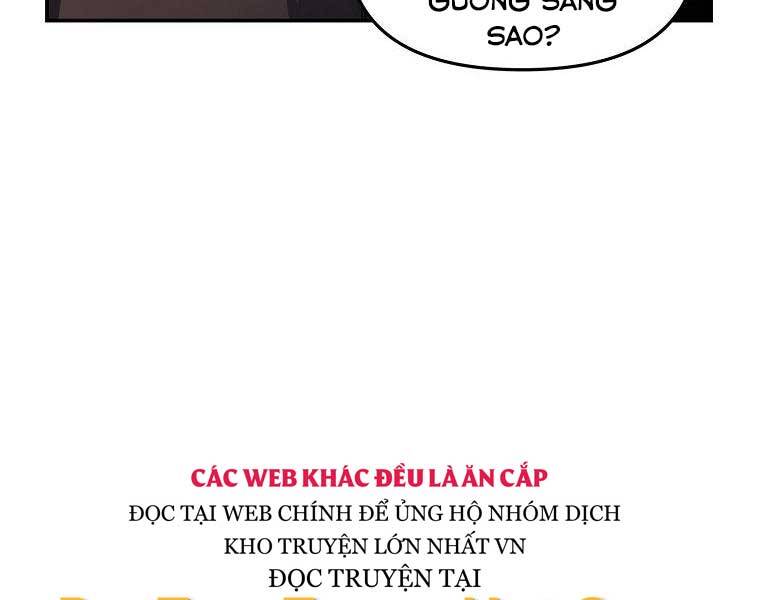 GƯƠNG SÁNG
SAO?
CÁC WEB KHÁC ĐỀU LÀ ĂN CẮP
ĐỌC TẠI WEB CHÍNH ĐỂ ỦNG HỘ NHÓM DỊCH
KHO TRUYỆN LỚN NHẤT VN
ĐỌC TRUYỆN TẠI